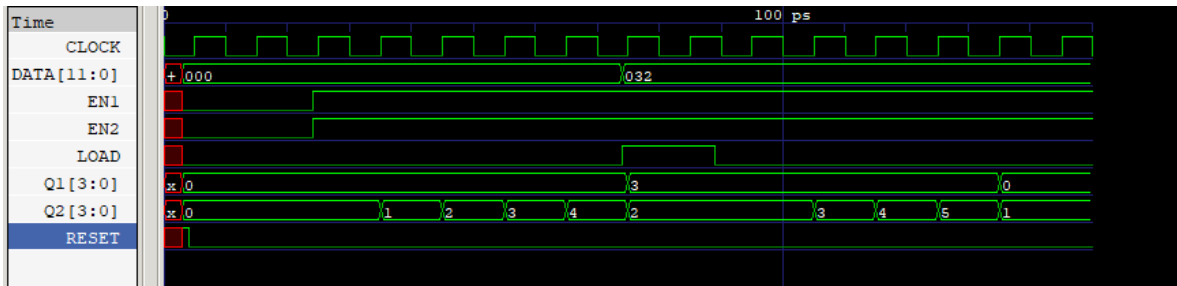 Time
0 100 ps
CLOCK
DATA[11:0] + 000 032
EN1
EN2
LOAD
Q1[3:0] x 0 3 0
Q2[3:0] x 0 1 2 3 4 2 3 4 5 1
RESET